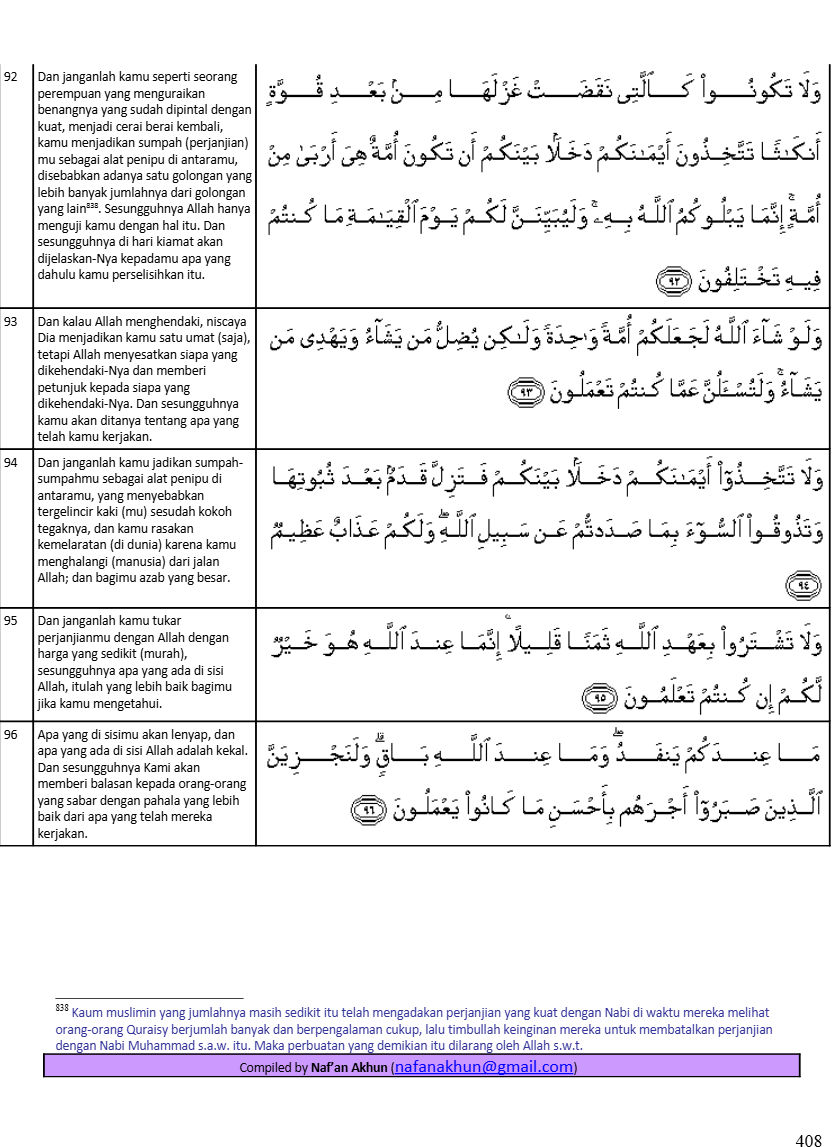 92
Dan janganlah kamu seperti seorang
perempuan yang menguraikan
benangnya yang sudah dipintal dengan
kuat, menjadi cerai berai kembali,
kamu menjadikan sumpah (perjanjian)
mu sebagai alat penipu di antaramu,
disebabkan adanya satu golongan yang
lebih banyak jumlahnya dari golongan
yang lain838. Sesungguhnya Allah hanya
menguji kamu dengan hal itu. Dan
sesungguhnya di hari kiamat akan
dijelaskan-Nya kepadamu apa yang
dahulu kamu perselisihkan itu.
وَلَا تَكُونُوا۟ كَٱلَّتِى نَقَضَتْ غَزْلَهَا مِنۢ بَعْدِ قُوَّةٍ
أَنكَـٰثًا تَتَّخِذُونَ أَيْمَـٰنَكُمْ دَخَلًۢا بَيْنَكُمْ أَن تَكُونَ أُمَّةٌ هِىَ أَرْبَىٰ مِنْ
أُمَّةٍ ۚ إِنَّمَا يَبْلُوكُمُ ٱللَّهُ بِهِۦ ۚ وَلَيُبَيِّنَنَّ لَكُمْ يَوْمَ ٱلْقِيَـٰمَةِ مَا كُنتُمْ
فِيهِ تَخْتَلِفُونَ ٩٢
93
Dan kalau Allah menghendaki, niscaya
Dia menjadikan kamu satu umat (saja),
tetapi Allah menyesatkan siapa yang
dikehendaki-Nya dan memberi
petunjuk kepada siapa yang
dikehendaki-Nya. Dan sesungguhnya
kamu akan ditanya tentang apa yang
telah kamu kerjakan.
وَلَوْ شَآءَ ٱللَّهُ لَجَعَلَكُمْ أُمَّةً وَٰحِدَةً وَلَـٰكِن يُضِلُّ مَن يَشَآءُ وَيَهْدِى مَن
يَشَآءُ ۚ وَلَتُسْـَٔلُنَّ عَمَّا كُنتُمْ تَعْمَلُونَ ٩٣
94
Dan janganlah kamu jadikan sumpah-
sumpahmu sebagai alat penipu di
antaramu, yang menyebabkan
tergelincir kaki (mu) sesudah kokoh
tegaknya, dan kamu rasakan
kemelaratan (di dunia) karena kamu
menghalangi (manusia) dari jalan
Allah; dan bagimu azab yang besar.
وَلَا تَتَّخِذُوٓا۟ أَيْمَـٰنَكُمْ دَخَلًۢا بَيْنَكُمْ فَتَزِلَّ قَدَمٌۢ بَعْدَ ثُبُوتِهَا
وَتَذُوقُوا۟ ٱلسُّوٓءَ بِمَا صَدَدتُّمْ عَن سَبِيلِ ٱللَّهِ ۖ وَلَكُمْ عَذَابٌ عَظِيمٌ
٩٤
95
Dan janganlah kamu tukar
perjanjianmu dengan Allah dengan
harga yang sedikit (murah),
sesungguhnya apa yang ada di sisi
Allah, itulah yang lebih baik bagimu
jika kamu mengetahui.
وَلَا تَشْتَرُوا۟ بِعَهْدِ ٱللَّهِ ثَمَنًا قَلِيلًا ۚ إِنَّمَا عِندَ ٱللَّهِ هُوَ خَيْرٌ
لَّكُمْ إِن كُنتُمْ تَعْلَمُونَ ٩٥
96
Apa yang di sisimu akan lenyap, dan
apa yang ada di sisi Allah adalah kekal.
Dan sesungguhnya Kami akan
memberi balasan kepada orang-orang
yang sabar dengan pahala yang lebih
baik dari apa yang telah mereka
kerjakan.
مَا عِندَكُمْ يَنفَدُ ۖ وَمَا عِندَ ٱللَّهِ بَاقٍ ۗ وَلَنَجْزِيَنَّ
ٱلَّذِينَ صَبَرُوٓا۟ أَجْرَهُم بِأَحْسَنِ مَا كَانُوا۟ يَعْمَلُونَ ٩٦
838 Kaum muslimin yang jumlahnya masih sedikit itu telah mengadakan perjanjian yang kuat dengan Nabi di waktu mereka melihat
orang-orang Quraisy berjumlah banyak dan berpengalaman cukup, lalu timbullah keinginan mereka untuk membatalkan perjanjian
dengan Nabi Muhammad s.a.w. itu. Maka perbuatan yang demikian itu dilarang oleh Allah s.w.t.
Compiled by Naf'an Akhun (nafanakhun@gmail.com)
408